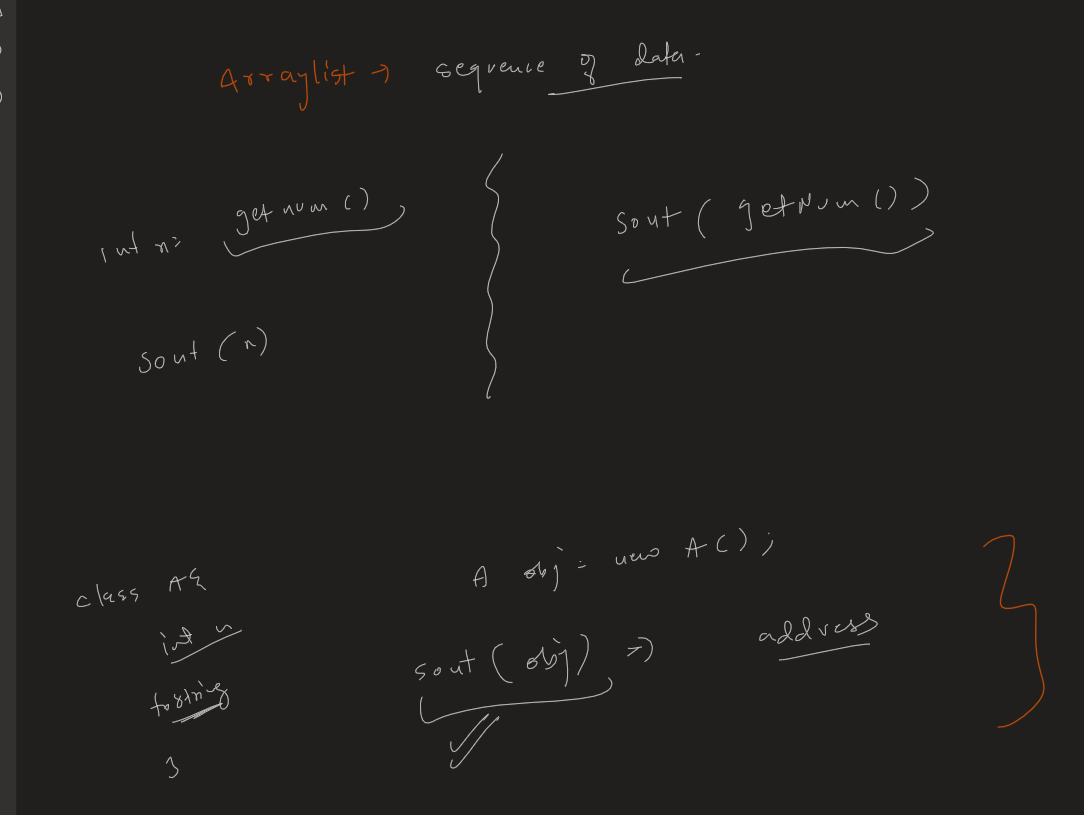 Arraylist → sequence of data.
int n= getnum()
sout (n)
sout ( getNum ())
class A{
int n
tostring
}
A obj = new A();
sout (obj) => address